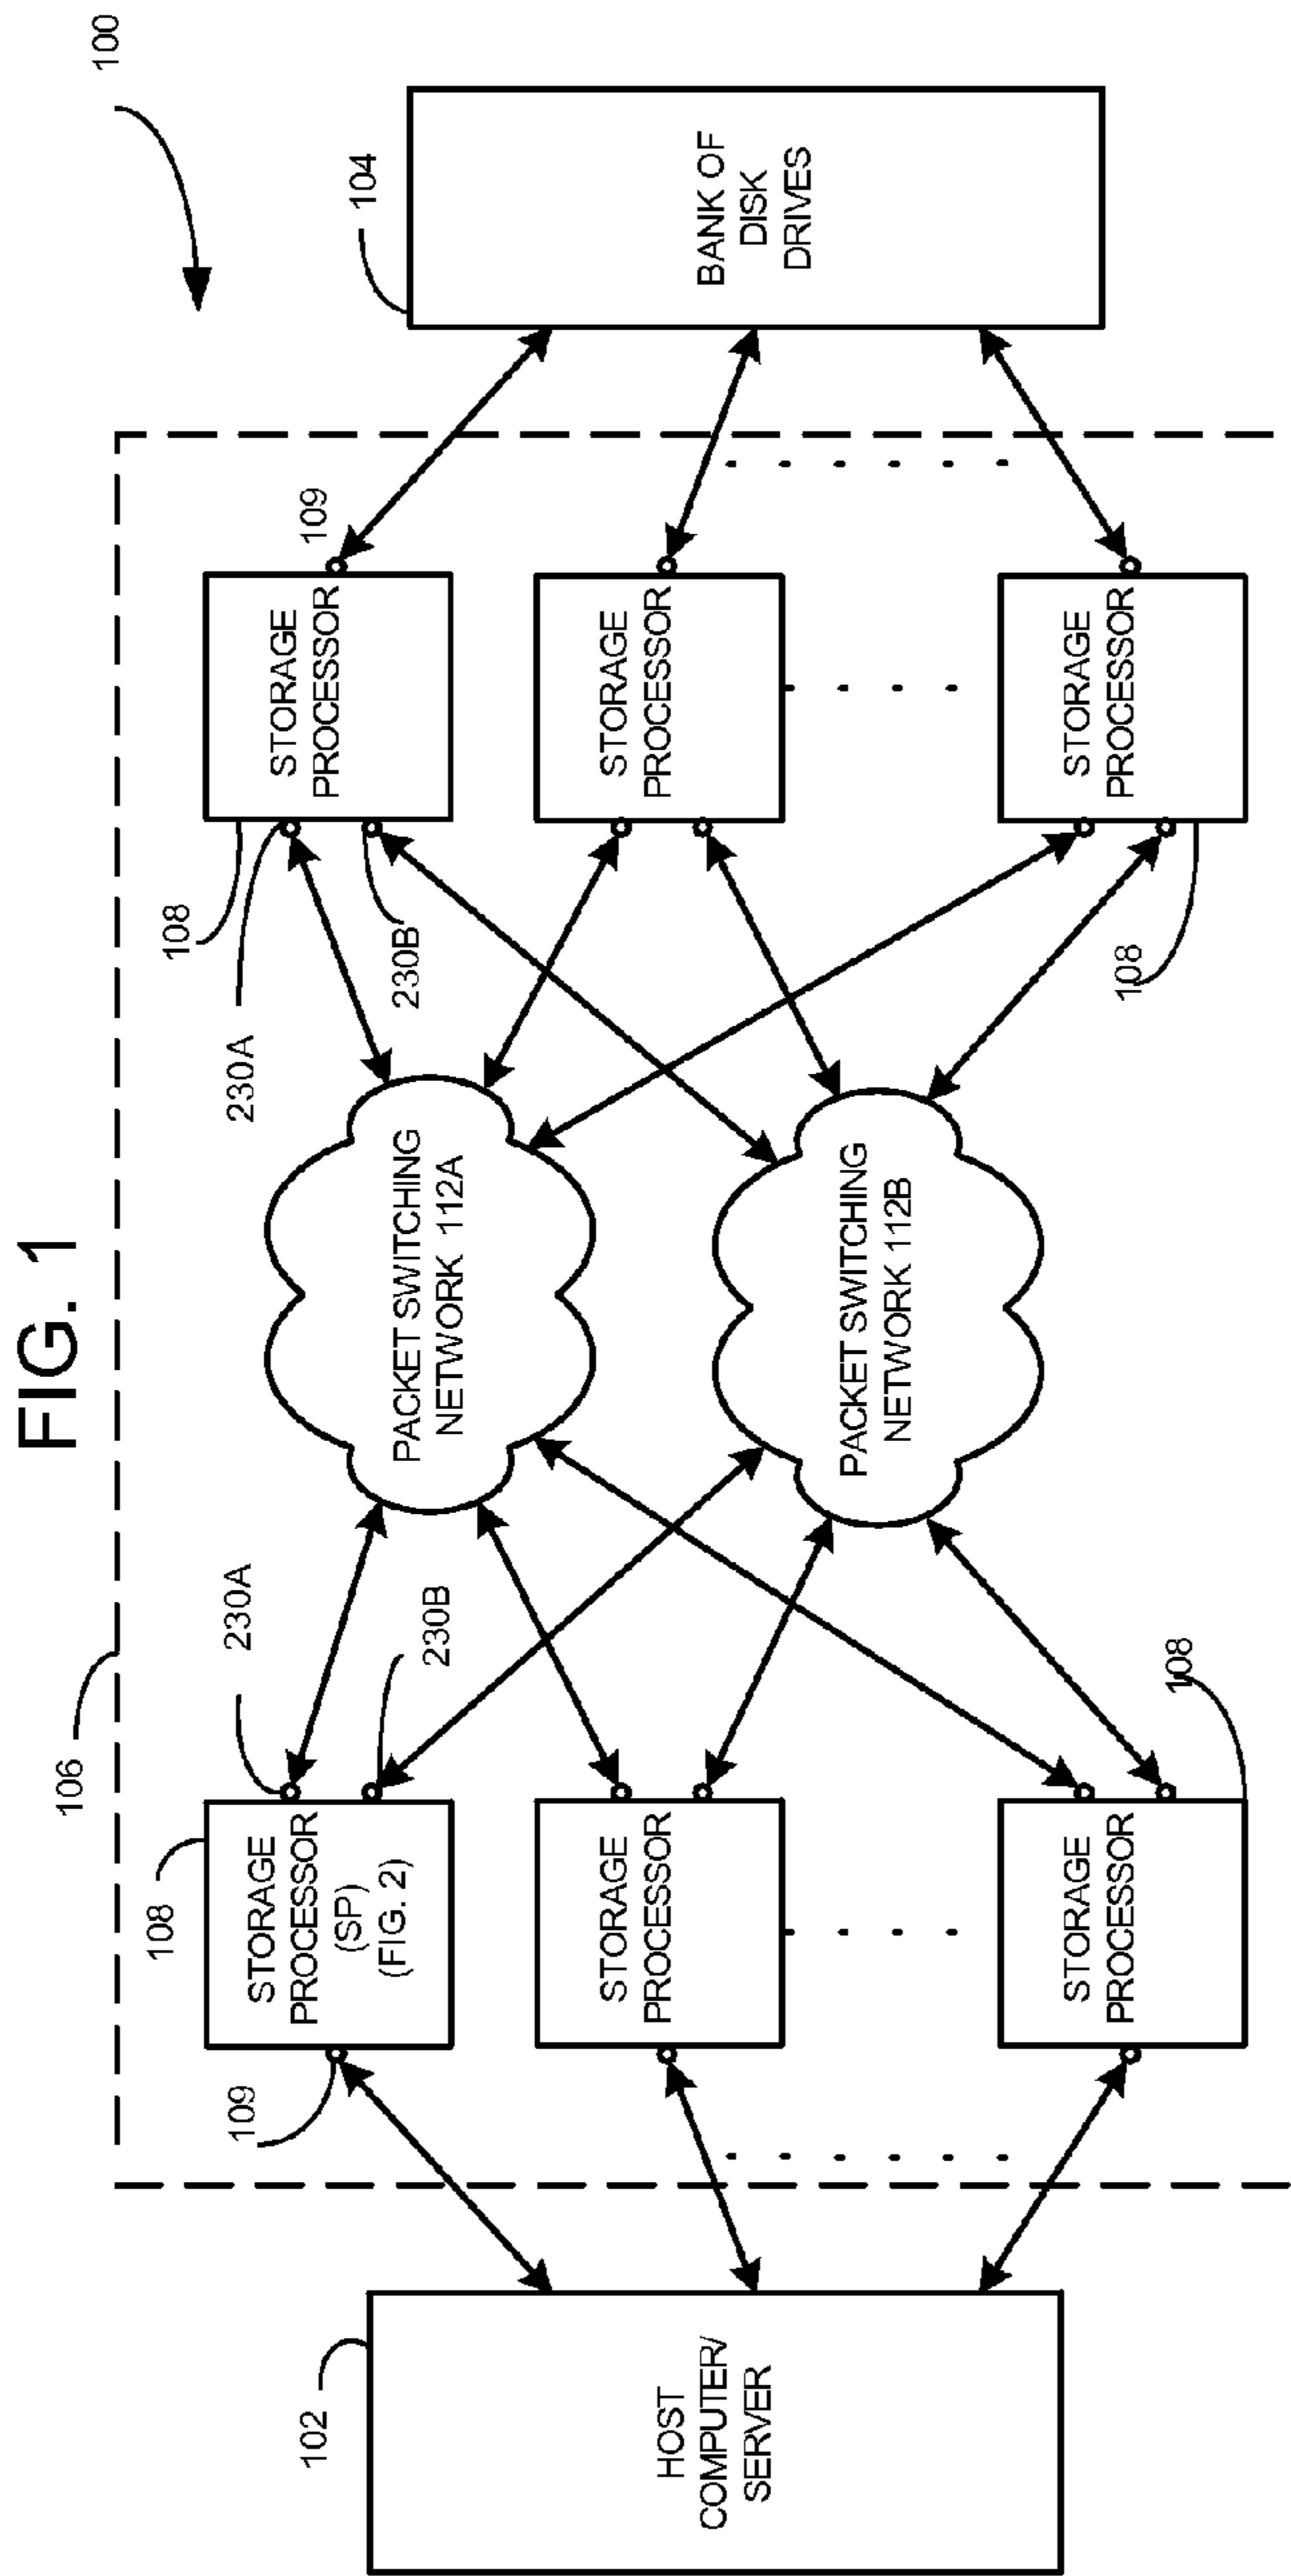 FIG. 1
100
106
102
HOST
COMPUTER/
SERVER
109
108
STORAGE
PROCESSOR
(SP)
(FIG. 2)
230A
230B
STORAGE
PROCESSOR
STORAGE
PROCESSOR
108
PACKET SWITCHING
NETWORK 112A
PACKET SWITCHING
NETWORK 112B
230A
230B
108
STORAGE
PROCESSOR
109
STORAGE
PROCESSOR
STORAGE
PROCESSOR
108
104
BANK OF
DISK
DRIVES